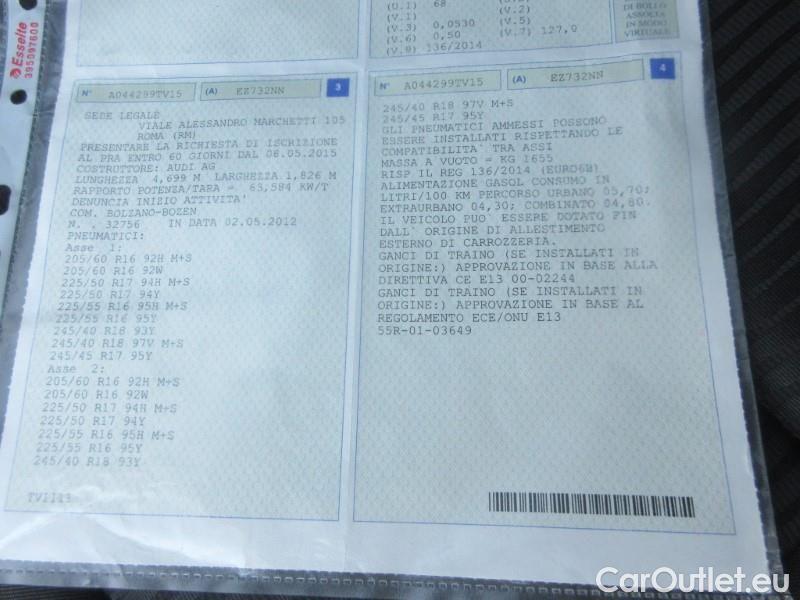 Esselte
395097600
(U.1) 68
(V.1)
(V.2)
(V.3) 0,0530
(V.5)
(V.6) 0,50
(V.7) 127,0
(V.9) 136/2014
DI BOLLO
ASSOLTA
IN MODO
VIRTUALE
N° A044299TV15 (A) EZ732NN 3
SEDE LEGALE
VIALE ALESSANDRO MARCHETTI 105
ROMA (RM)
PRESENTARE LA RICHIESTA DI ISCRIZIONE
AL PRA ENTRO 60 GIORNI DAL 08.05.2015
COSTRUTTORE: AUDI AG
LUNGHEZZA 4,699 M LARGHEZZA 1,826 M
RAPPORTO POTENZA/TARA = 63,584 KW/T
DENUNCIA INIZIO ATTIVITA'
COM. BOLZANO-BOZEN
N. . 32756 IN DATA 02.05.2012
PNEUMATICI:
Asse 1:
205/60 R16 92H M+S
205/60 R16 92W
225/50 R17 94H M+S
225/50 R17 94Y
225/55 R16 95H M+S
225/55 R16 95Y
245/40 R18 93Y
245/40 R18 97V M+S
245/45 R17 95Y
Asse 2:
205/60 R16 92H M+S
205/60 R16 92W
225/50 R17 94H M+S
225/50 R17 94Y
225/55 R16 95H M+S
225/55 R16 95Y
245/40 R18 93Y
TV1113
N° A044299TV15 (A) EZ732NN 4
245/40 R18 97V M+S
245/45 R17 95Y
GLI PNEUMATICI AMMESSI POSSONO
ESSERE INSTALLATI RISPETTANDO LE
COMPATIBILITA` TRA ASSI
MASSA A VUOTO = KG 1655
RISP IL REG 136/2014 (EURO6B)
ALIMENTAZIONE GASOL CONSUMO IN
LITRI/100 KM PERCORSO URBANO 05,70;
EXTRAURBANO 04,30; COMBINATO 04,80.
IL VEICOLO PUO` ESSERE DOTATO FIN
DALL` ORIGINE DI ALLESTIMENTO
ESTERNO DI CARROZZERIA.
GANCI DI TRAINO (SE INSTALLATI IN
ORIGINE:) APPROVAZIONE IN BASE ALLA
DIRETTIVA CE E13 00-02244
GANCI DI TRAINO (SE INSTALLATI IN
ORIGINE:) APPROVAZIONE IN BASE AL
REGOLAMENTO ECE/ONU E13
55R-01-03649
CarOutlet.eu